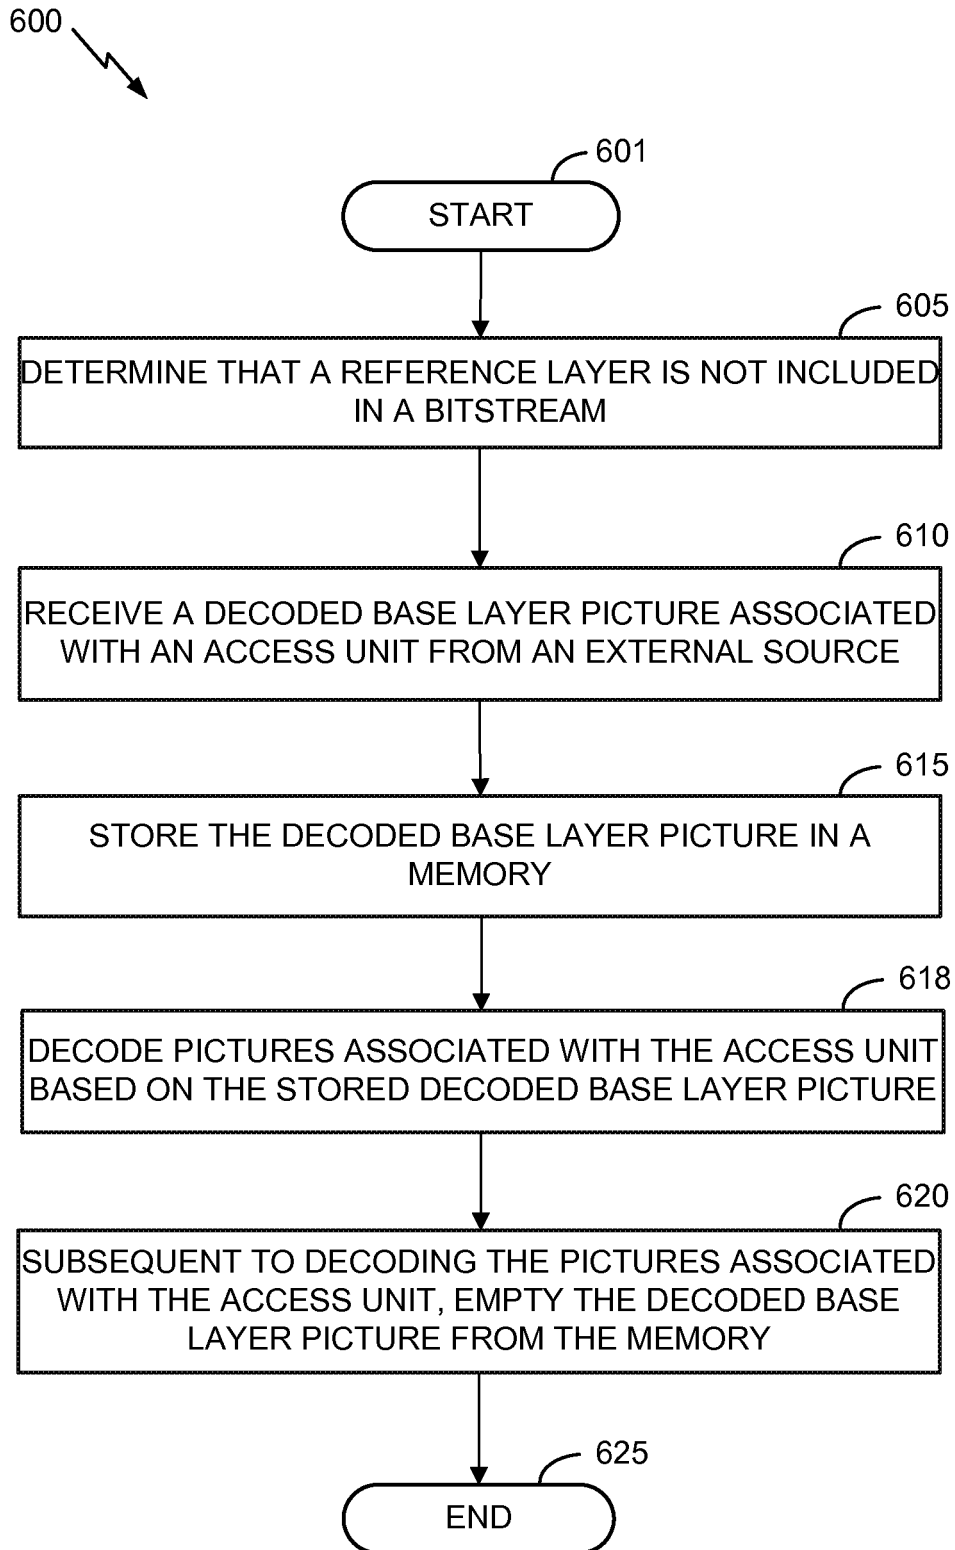 600
601
START
605
DETERMINE THAT A REFERENCE LAYER IS NOT INCLUDED
IN A BITSTREAM
610
RECEIVE A DECODED BASE LAYER PICTURE ASSOCIATED
WITH AN ACCESS UNIT FROM AN EXTERNAL SOURCE
615
STORE THE DECODED BASE LAYER PICTURE IN A
MEMORY
618
DECODE PICTURES ASSOCIATED WITH THE ACCESS UNIT
BASED ON THE STORED DECODED BASE LAYER PICTURE
620
SUBSEQUENT TO DECODING THE PICTURES ASSOCIATED
WITH THE ACCESS UNIT, EMPTY THE DECODED BASE
LAYER PICTURE FROM THE MEMORY
625
END